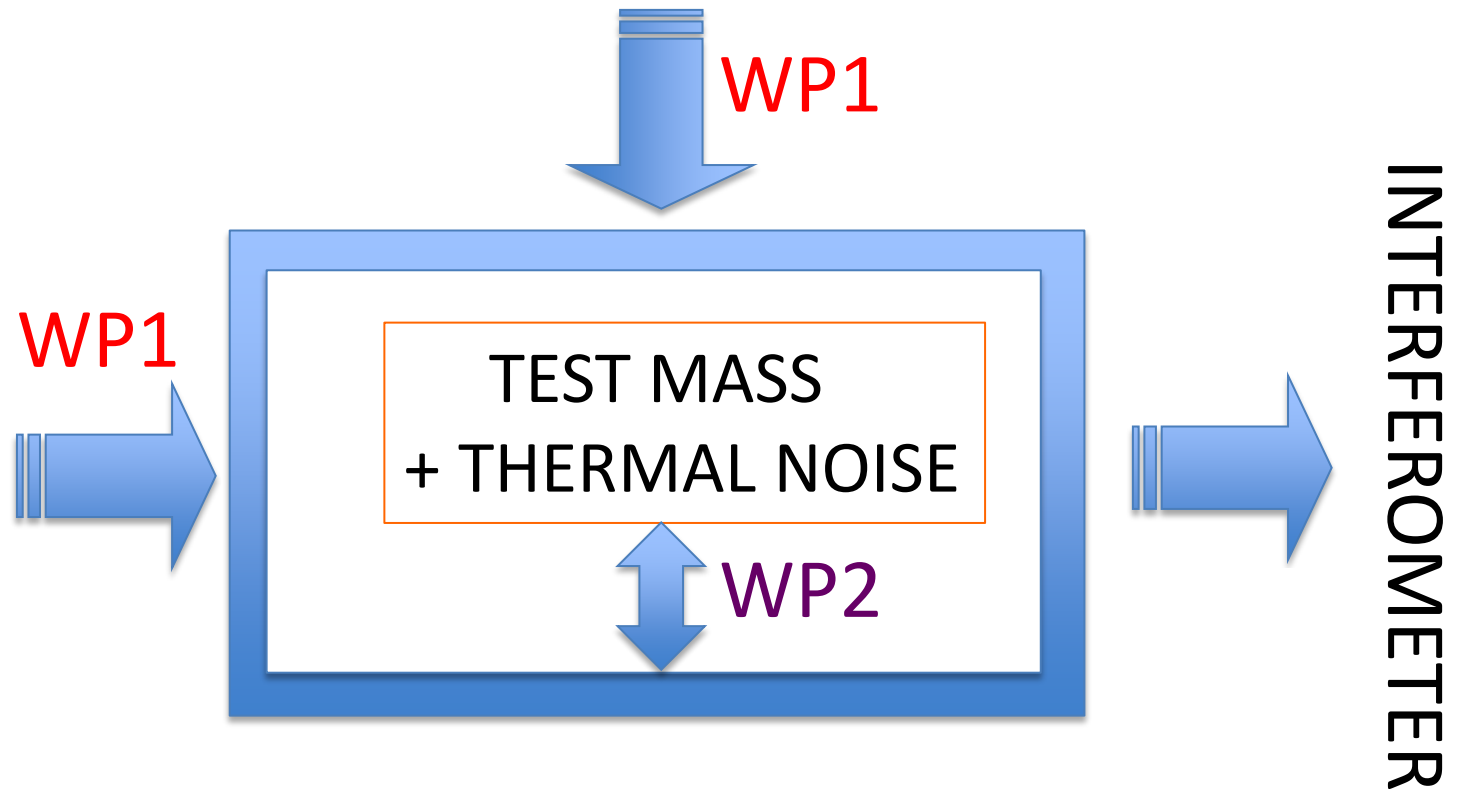 WP1
WP1
TEST MASS
+ THERMAL NOISE
WP2
INTERFEROMETER